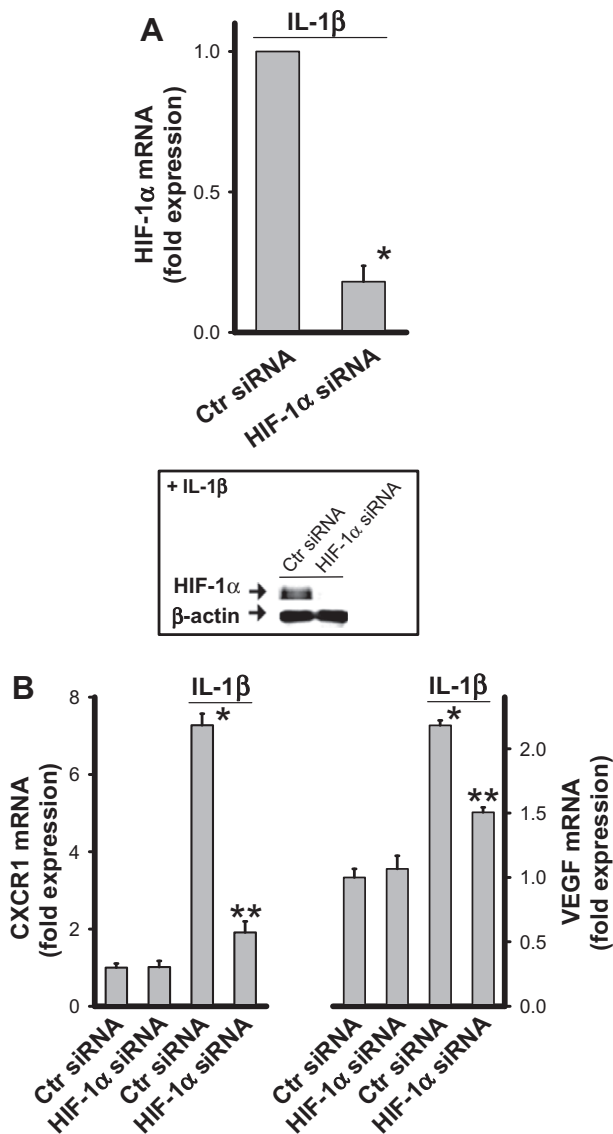 A
IL-1β
HIF-1α mRNA
(fold expression)
1.0
0.5
0.0
*
Ctr siRNA
HIF-1α siRNA
+ IL-1β
Ctr siRNA
HIF-1α siRNA
HIF-1α
β-actin
B
CXCR1 mRNA
(fold expression)
8
6
4
2
0
IL-1β
*
**
Ctr siRNA
HIF-1α siRNA
Ctr siRNA
HIF-1α siRNA
IL-1β
*
**
2.0
1.5
1.0
0.5
0.0
VEGF mRNA
(fold expression)
Ctr siRNA
HIF-1α siRNA
Ctr siRNA
HIF-1α siRNA